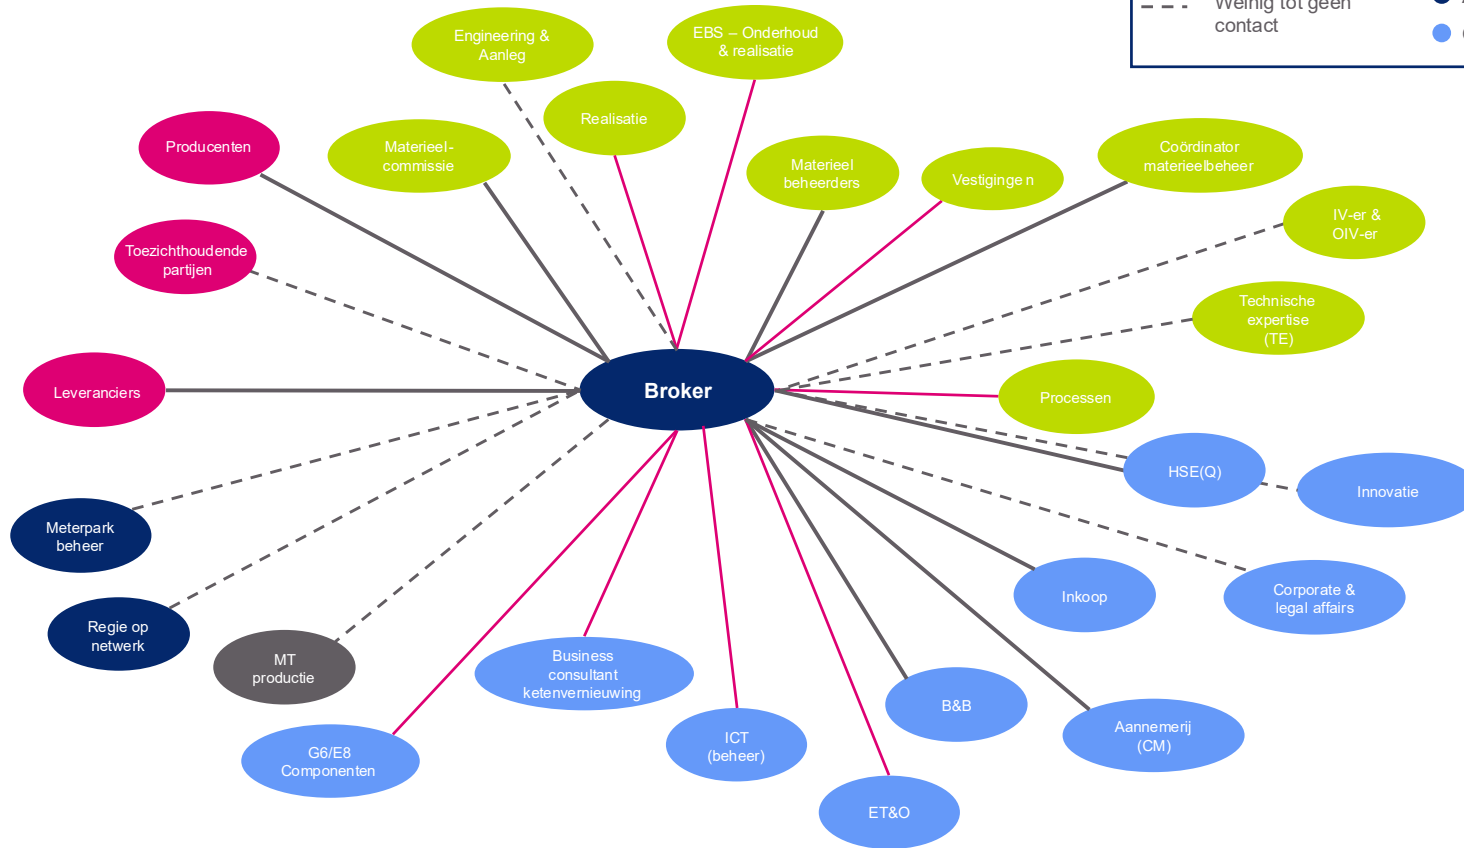 Weinig tot geen
contact
Engineering &
Aanleg
EBS – Onderhoud
& realisatie
Realisatie
Producenten
Materieel-
commissie
Materieel
beheerders
Vestigingen
Coördinator
materieelbeheer
IV-er &
OIV-er
Toezichthoudende
partijen
Technische
expertise
(TE)
Leveranciers
Broker
Processen
HSE(Q)
Innovatie
Meterpark
beheer
Regie op
netwerk
MT
productie
Inkoop
Corporate &
legal affairs
Business
consultant
ketenvernieuwing
B&B
Aannemerij
(CM)
ICT
(beheer)
G6/E8
Componenten
ET&O